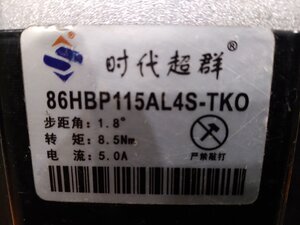 时代超群®
86HBP115AL4S-TKO
步距角：1.8°
转 矩：8.5Nm
电 流：5.0A
严禁敲打